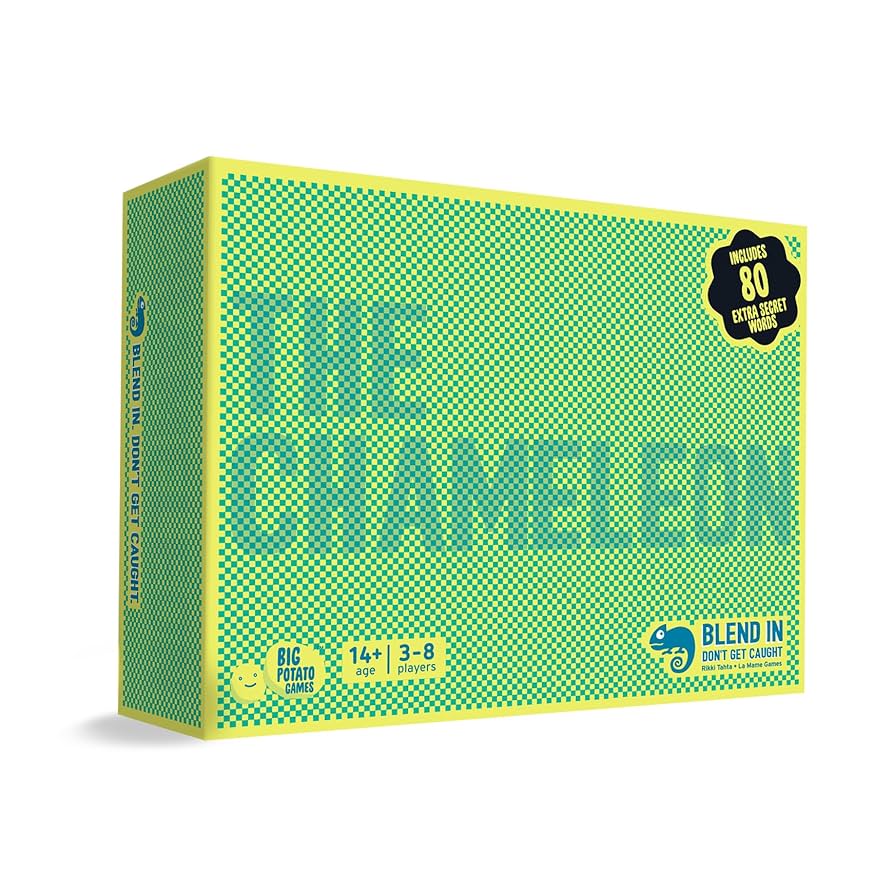 BLEND IN, DON'T GET CAUGHT.
THE
CHAMELEON
INCLUDES
80
EXTRA SECRET
WORDS
BIG
POTATO
GAMES
14+ | 3-8
age players
BLEND IN
DON'T GET CAUGHT
Rikki Tahta • La Mame Games